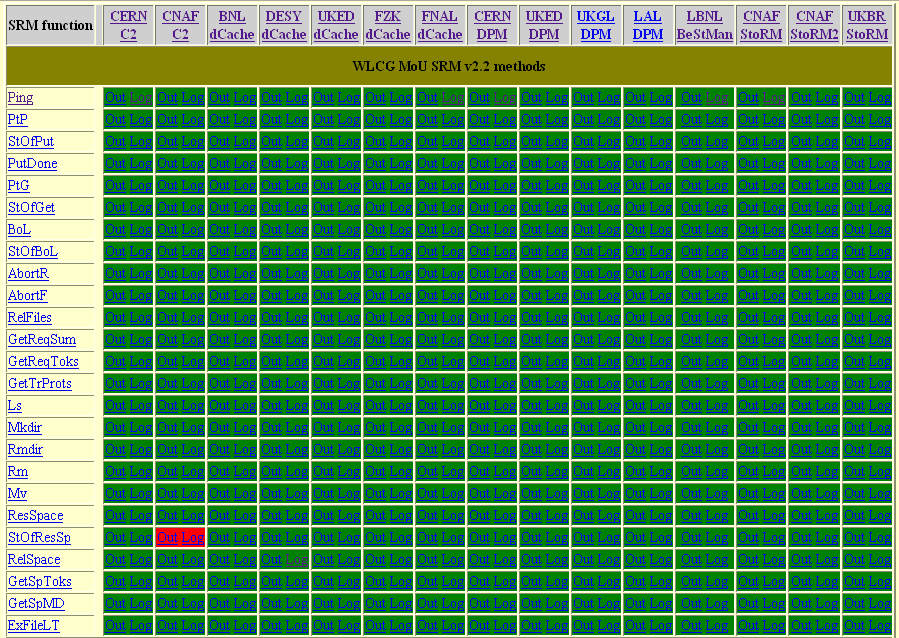 SRM function CERN CNAF BNL DESY UKED FZK FNAL CERN UKED UKGL LAL LBNL CNAF CNAF UKBR
C2 C2 dCache dCache dCache dCache dCache DPM DPM DPM DPM BeStMan StoRM StoRM2 StoRM
WLCG MoU SRM v2.2 methods
Ping Out Log Out Log Out Log Out Log Out Log Out Log Out Log Out Log Out Log Out Log Out Log Out Log Out Log Out Log Out Log
PtP Out Log Out Log Out Log Out Log Out Log Out Log Out Log Out Log Out Log Out Log Out Log Out Log Out Log Out Log Out Log
StOfPut Out Log Out Log Out Log Out Log Out Log Out Log Out Log Out Log Out Log Out Log Out Log Out Log Out Log Out Log Out Log
PutDone Out Log Out Log Out Log Out Log Out Log Out Log Out Log Out Log Out Log Out Log Out Log Out Log Out Log Out Log Out Log
PtG Out Log Out Log Out Log Out Log Out Log Out Log Out Log Out Log Out Log Out Log Out Log Out Log Out Log Out Log Out Log
StOfGet Out Log Out Log Out Log Out Log Out Log Out Log Out Log Out Log Out Log Out Log Out Log Out Log Out Log Out Log Out Log
BoL Out Log Out Log Out Log Out Log Out Log Out Log Out Log Out Log Out Log Out Log Out Log Out Log Out Log Out Log Out Log
StOfBoL Out Log Out Log Out Log Out Log Out Log Out Log Out Log Out Log Out Log Out Log Out Log Out Log Out Log Out Log Out Log
AbortR Out Log Out Log Out Log Out Log Out Log Out Log Out Log Out Log Out Log Out Log Out Log Out Log Out Log Out Log Out Log
AbortF Out Log Out Log Out Log Out Log Out Log Out Log Out Log Out Log Out Log Out Log Out Log Out Log Out Log Out Log Out Log
RelFiles Out Log Out Log Out Log Out Log Out Log Out Log Out Log Out Log Out Log Out Log Out Log Out Log Out Log Out Log Out Log
GetReqSum Out Log Out Log Out Log Out Log Out Log Out Log Out Log Out Log Out Log Out Log Out Log Out Log Out Log Out Log Out Log
GetReqToks Out Log Out Log Out Log Out Log Out Log Out Log Out Log Out Log Out Log Out Log Out Log Out Log Out Log Out Log Out Log
GetTrProts Out Log Out Log Out Log Out Log Out Log Out Log Out Log Out Log Out Log Out Log Out Log Out Log Out Log Out Log Out Log
Ls Out Log Out Log Out Log Out Log Out Log Out Log Out Log Out Log Out Log Out Log Out Log Out Log Out Log Out Log Out Log
Mkdir Out Log Out Log Out Log Out Log Out Log Out Log Out Log Out Log Out Log Out Log Out Log Out Log Out Log Out Log Out Log
Rmdir Out Log Out Log Out Log Out Log Out Log Out Log Out Log Out Log Out Log Out Log Out Log Out Log Out Log Out Log Out Log
Rm Out Log Out Log Out Log Out Log Out Log Out Log Out Log Out Log Out Log Out Log Out Log Out Log Out Log Out Log Out Log
Mv Out Log Out Log Out Log Out Log Out Log Out Log Out Log Out Log Out Log Out Log Out Log Out Log Out Log Out Log Out Log
ResSpace Out Log Out Log Out Log Out Log Out Log Out Log Out Log Out Log Out Log Out Log Out Log Out Log Out Log Out Log Out Log
StOfResSp Out Log Out Log Out Log Out Log Out Log Out Log Out Log Out Log Out Log Out Log Out Log Out Log Out Log Out Log Out Log
RelSpace Out Log Out Log Out Log Out Log Out Log Out Log Out Log Out Log Out Log Out Log Out Log Out Log Out Log Out Log Out Log
GetSpToks Out Log Out Log Out Log Out Log Out Log Out Log Out Log Out Log Out Log Out Log Out Log Out Log Out Log Out Log Out Log
GetSpMD Out Log Out Log Out Log Out Log Out Log Out Log Out Log Out Log Out Log Out Log Out Log Out Log Out Log Out Log Out Log
ExFileLT Out Log Out Log Out Log Out Log Out Log Out Log Out Log Out Log Out Log Out Log Out Log Out Log Out Log Out Log Out Log